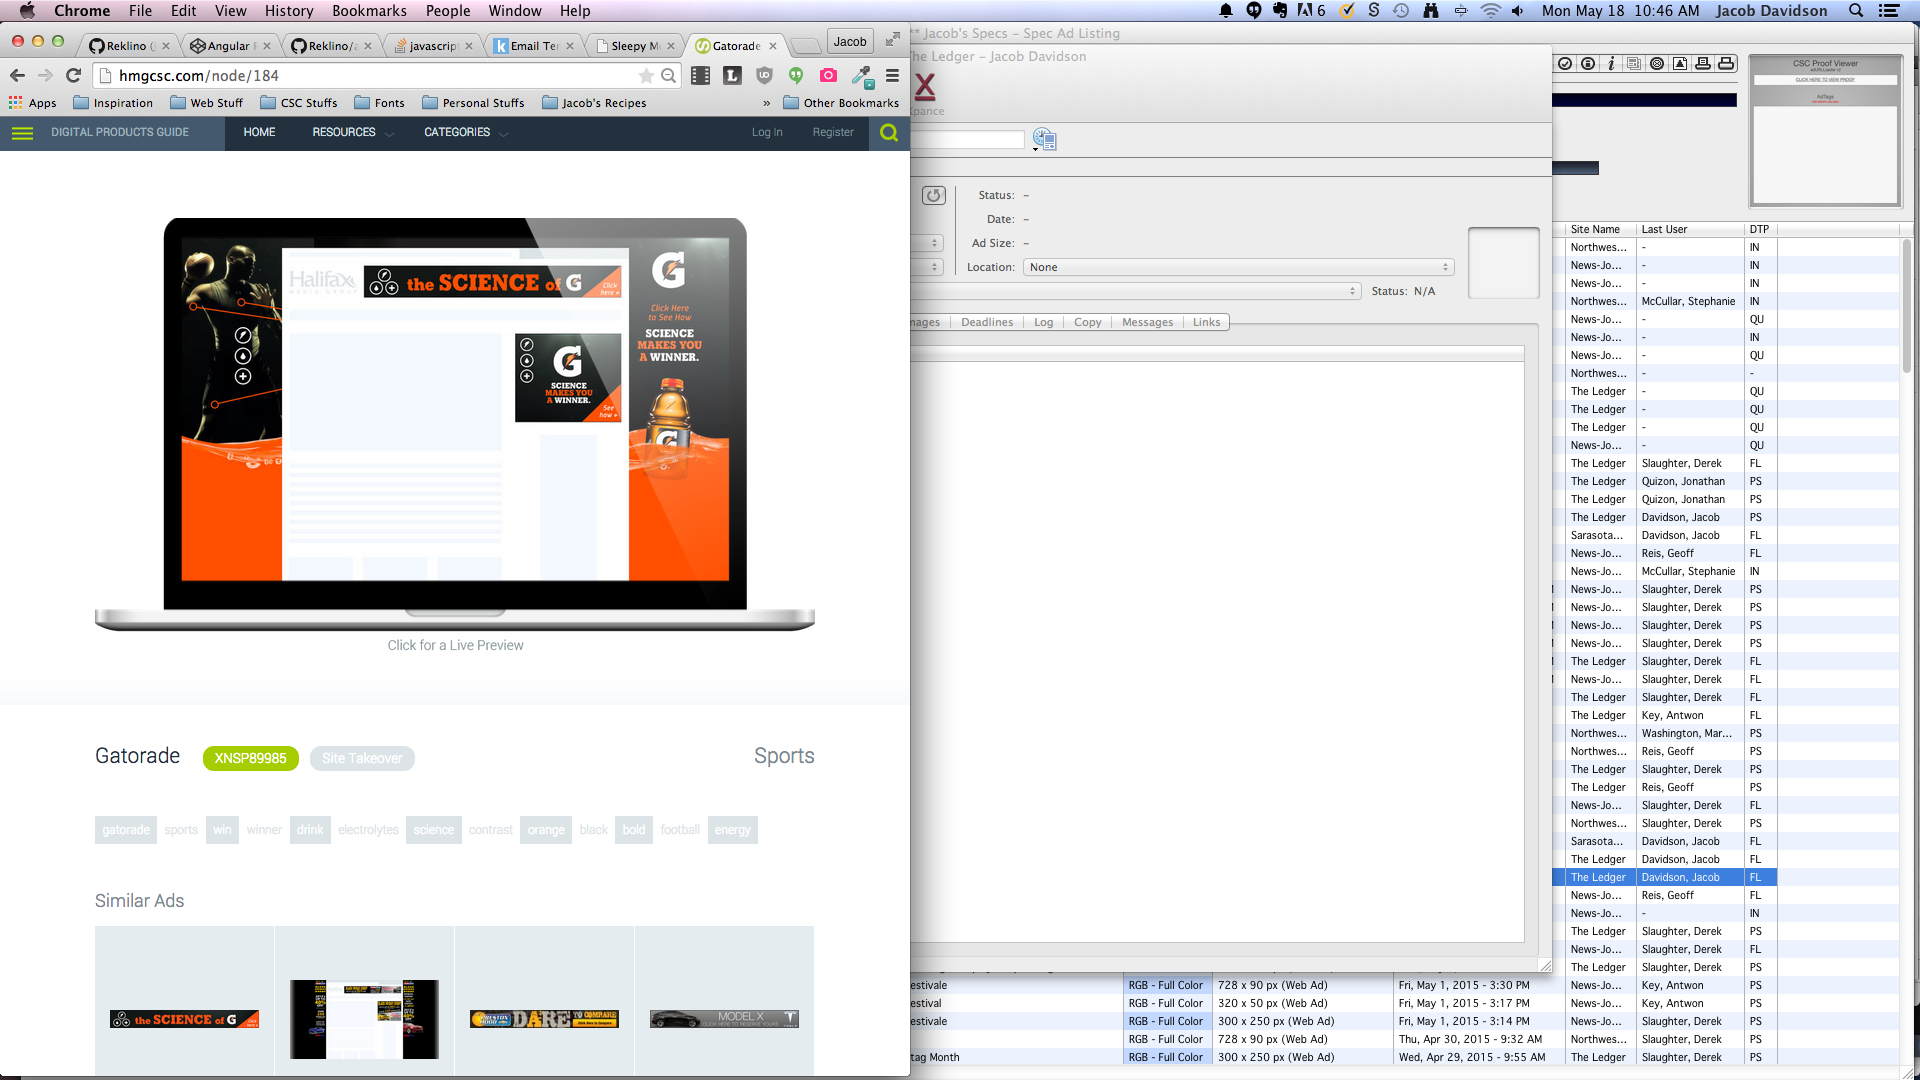 Chrome File Edit View History Bookmarks People Window Help
6 Mon May 18 10:46 AM Jacob Davidson
Reklino
Angular
Reklino/a
javascript
Email Te
Sleepy M
Gatorade
Jacob
hmgcsc.com/node/184
Apps Inspiration Web Stuff CSC Stuffs Fonts Personal Stuffs Jacob's Recipes » Other Bookmarks
DIGITAL PRODUCTS GUIDE HOME RESOURCES CATEGORIES Log In Register
Halifax
MEDIA GROUP
the SCIENCE of G
Click here »
Click Here
to See How
SCIENCE
MAKES YOU
A WINNER.
G
SCIENCE
MAKES YOU
A WINNER.
See how »
Click for a Live Preview
Gatorade XNSP89985 Site Takeover Sports
gatorade sports win winner drink electrolytes science contrast orange black bold football energy
Similar Ads
the SCIENCE of G
DARE TO COMPARE
MODEL X
CLICK HERE TO RESERVE YOURS
** Jacob's Specs – Spec Ad Listing
The Ledger – Jacob Davidson
X
Xpance
Status: –
Date: –
Ad Size: –
Location: None
Status: N/A
mages Deadlines Log Copy Messages Links
CSC Proof Viewer
CLICK HERE TO VIEW PROOF
AdTags
Site Name Last User DTP
Northwes... - IN
News-Jo... - IN
News-Jo... - IN
Northwes... McCullar, Stephanie IN
News-Jo... - QU
News-Jo... - IN
News-Jo... - QU
Northwes... - -
The Ledger - QU
The Ledger - QU
The Ledger - QU
News-Jo... - QU
The Ledger Slaughter, Derek FL
The Ledger Quizon, Jonathan PS
The Ledger Quizon, Jonathan PS
The Ledger Davidson, Jacob PS
Sarasota... Davidson, Jacob FL
News-Jo... Reis, Geoff FL
News-Jo... McCullar, Stephanie IN
News-Jo... Slaughter, Derek PS
News-Jo... Slaughter, Derek PS
News-Jo... Slaughter, Derek PS
News-Jo... Slaughter, Derek PS
The Ledger Slaughter, Derek FL
News-Jo... Slaughter, Derek FL
The Ledger Slaughter, Derek FL
The Ledger Key, Antwon FL
Northwes... Washington, Mar... PS
Northwes... Reis, Geoff PS
The Ledger Slaughter, Derek PS
The Ledger Reis, Geoff PS
News-Jo... Slaughter, Derek FL
Northwes... Slaughter, Derek PS
Sarasota... Davidson, Jacob FL
The Ledger Davidson, Jacob FL
The Ledger Davidson, Jacob FL
News-Jo... Reis, Geoff FL
News-Jo... - IN
The Ledger Slaughter, Derek PS
News-Jo... Slaughter, Derek FL
The Ledger Slaughter, Derek PS
estivale RGB - Full Color 728 x 90 px (Web Ad) Fri, May 1, 2015 - 3:30 PM News-Jo... Key, Antwon PS
estival RGB - Full Color 320 x 50 px (Web Ad) Fri, May 1, 2015 - 3:17 PM News-Jo... Key, Antwon PS
estivale RGB - Full Color 300 x 250 px (Web Ad) Fri, May 1, 2015 - 3:14 PM News-Jo... Slaughter, Derek PS
RGB - Full Color 728 x 90 px (Web Ad) Thu, Apr 30, 2015 - 9:32 AM News-Jo... Slaughter, Derek PS
tag Month RGB - Full Color 300 x 250 px (Web Ad) Wed, Apr 29, 2015 - 9:55 AM The Ledger Slaughter, Derek PS